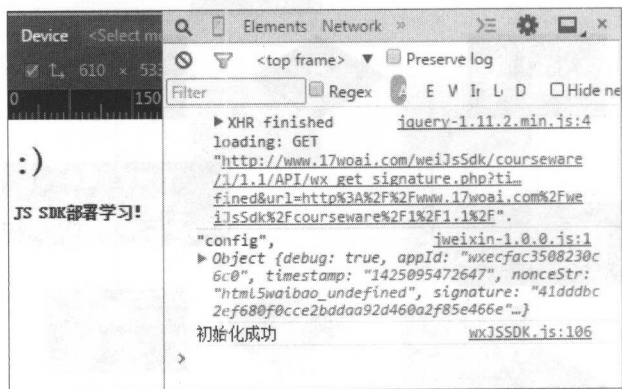 Device <Select mo
610 × 533
0 150
:)
JS SDK部署学习!
Elements Network »
<top frame> ▼ Preserve log
Filter Regex A E W Ir L D Hide ne
▶XHR finished jquery-1.11.2.min.js:4
loading: GET
"http://www.17woai.com/weiJsSdk/courseware
/1/1.1/API/wx_get_signature.php?ti…
fined&url=http%3A%2F%2Fwww.17woai.com%2Fwe
iJsSdk%2Fcourseware%2F1%2F1.1%2F".
"config", jweixin-1.0.0.js:1
▶Object {debug: true, appId: "wxecfac3508230c
6c0", timestamp: "1425095472647", nonceStr:
"html5waibao_undefined", signature: "41dddbc
2ef680f0cce2bddaa92d460a2f85e466e"…}
初始化成功 wxJSSDK.js:106
>